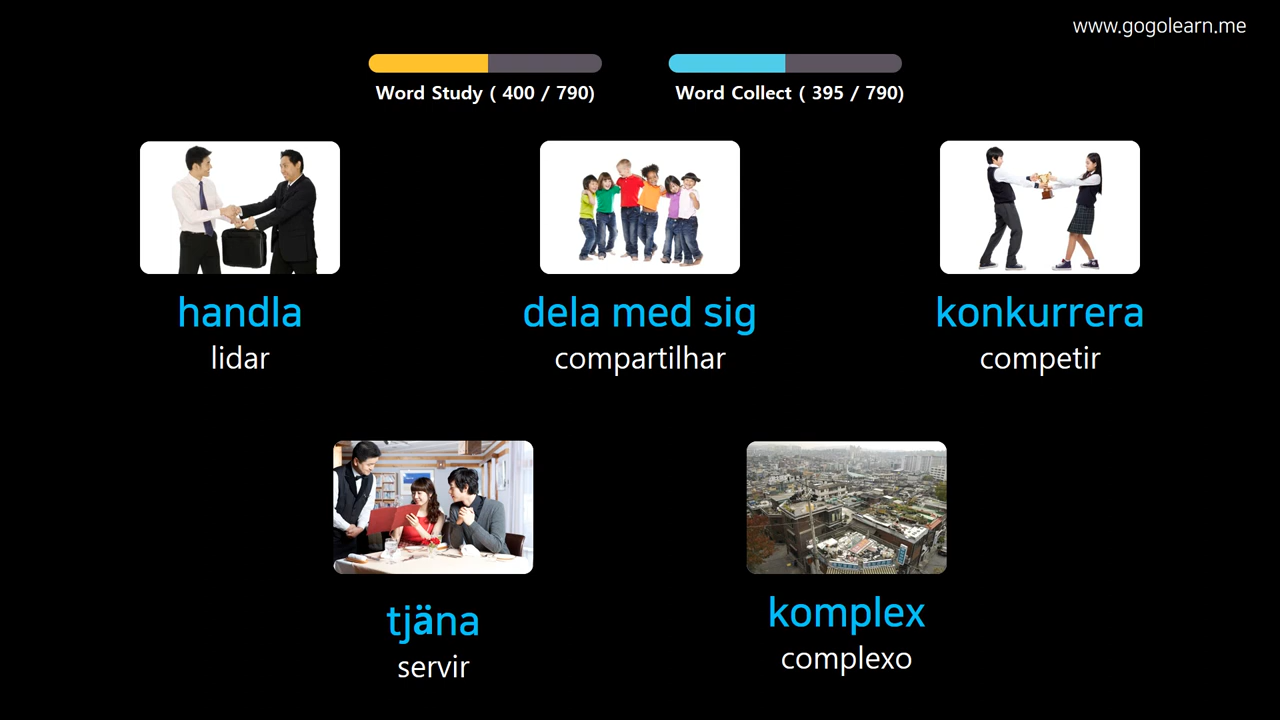 www.gogolearn.me
Word Study ( 400 / 790)
Word Collect ( 395 / 790)
handla
lidar
dela med sig
compartilhar
konkurrera
competir
tjäna
servir
komplex
complexo